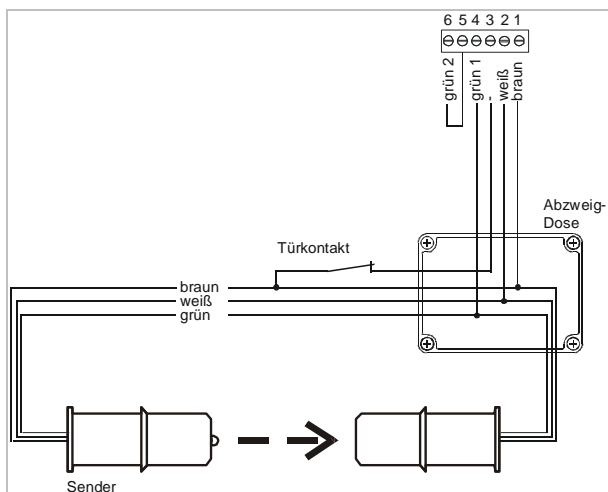 6 5 4 3 2 1
grün 2
grün 1
-
weiß
braun
Abzweig-
Dose
Türkontakt
braun
weiß
grün
Sender